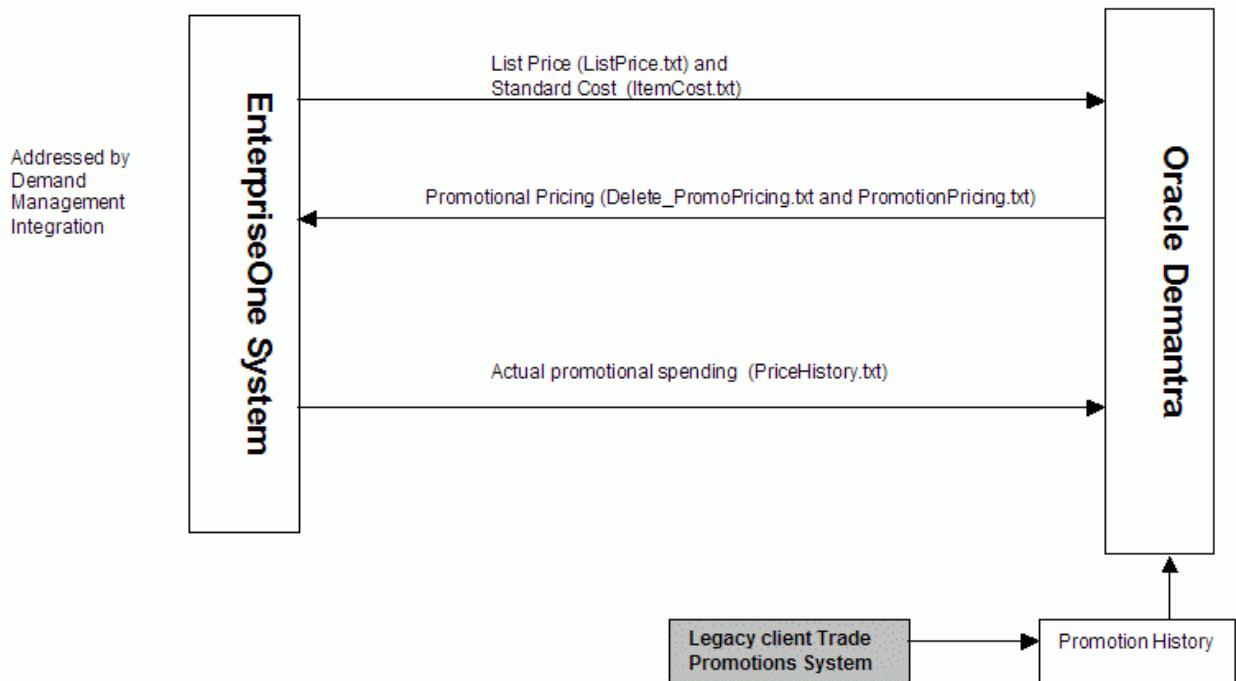 List Price (ListPrice.txt) and
Standard Cost (ItemCost.txt)
EnterpriseOne System
Oracle Demantra
Addressed by
Demand
Management
Integration
Promotional Pricing (Delete_PromoPricing.txt and PromotionPricing.txt)
Actual promotional spending (PriceHistory.txt)
Legacy client Trade
Promotions System
Promotion History